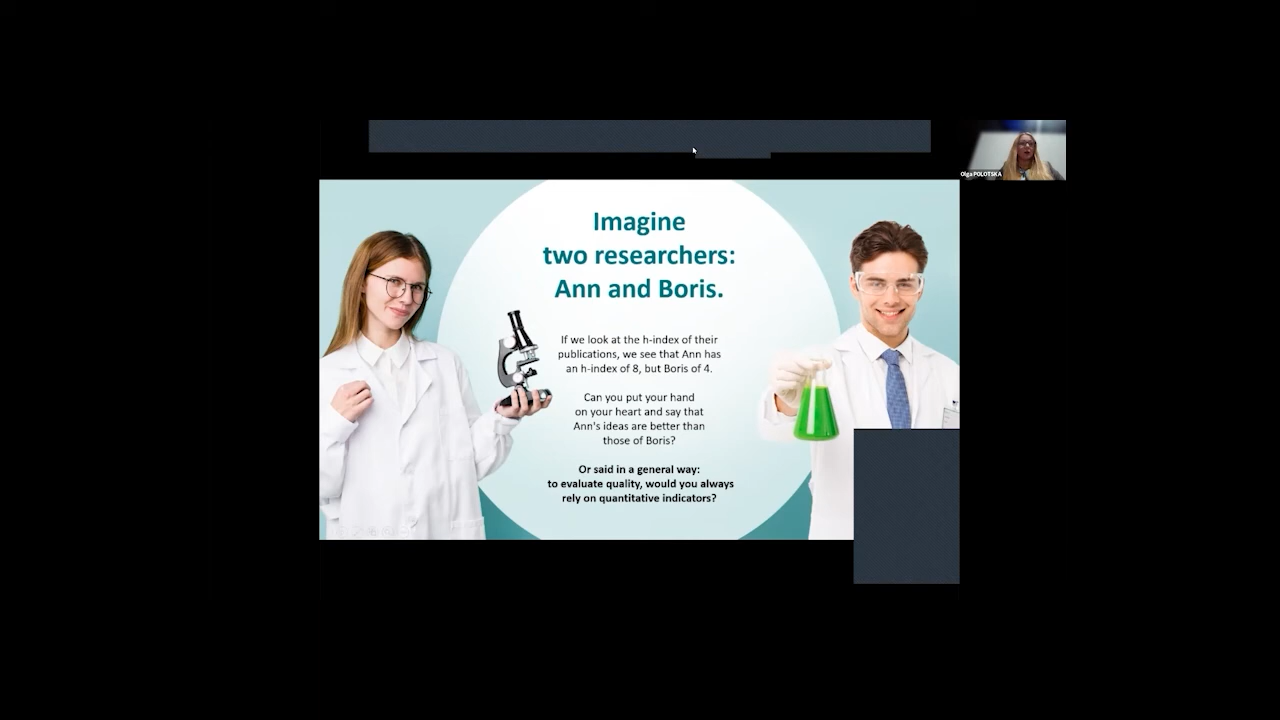 Olga POLOTSKA
Imagine
two researchers:
Ann and Boris.
If we look at the h-index of their
publications, we see that Ann has
an h-index of 8, but Boris of 4.
Can you put your hand
on your heart and say that
Ann's ideas are better than
those of Boris?
Or said in a general way:
to evaluate quality, would you always
rely on quantitative indicators?